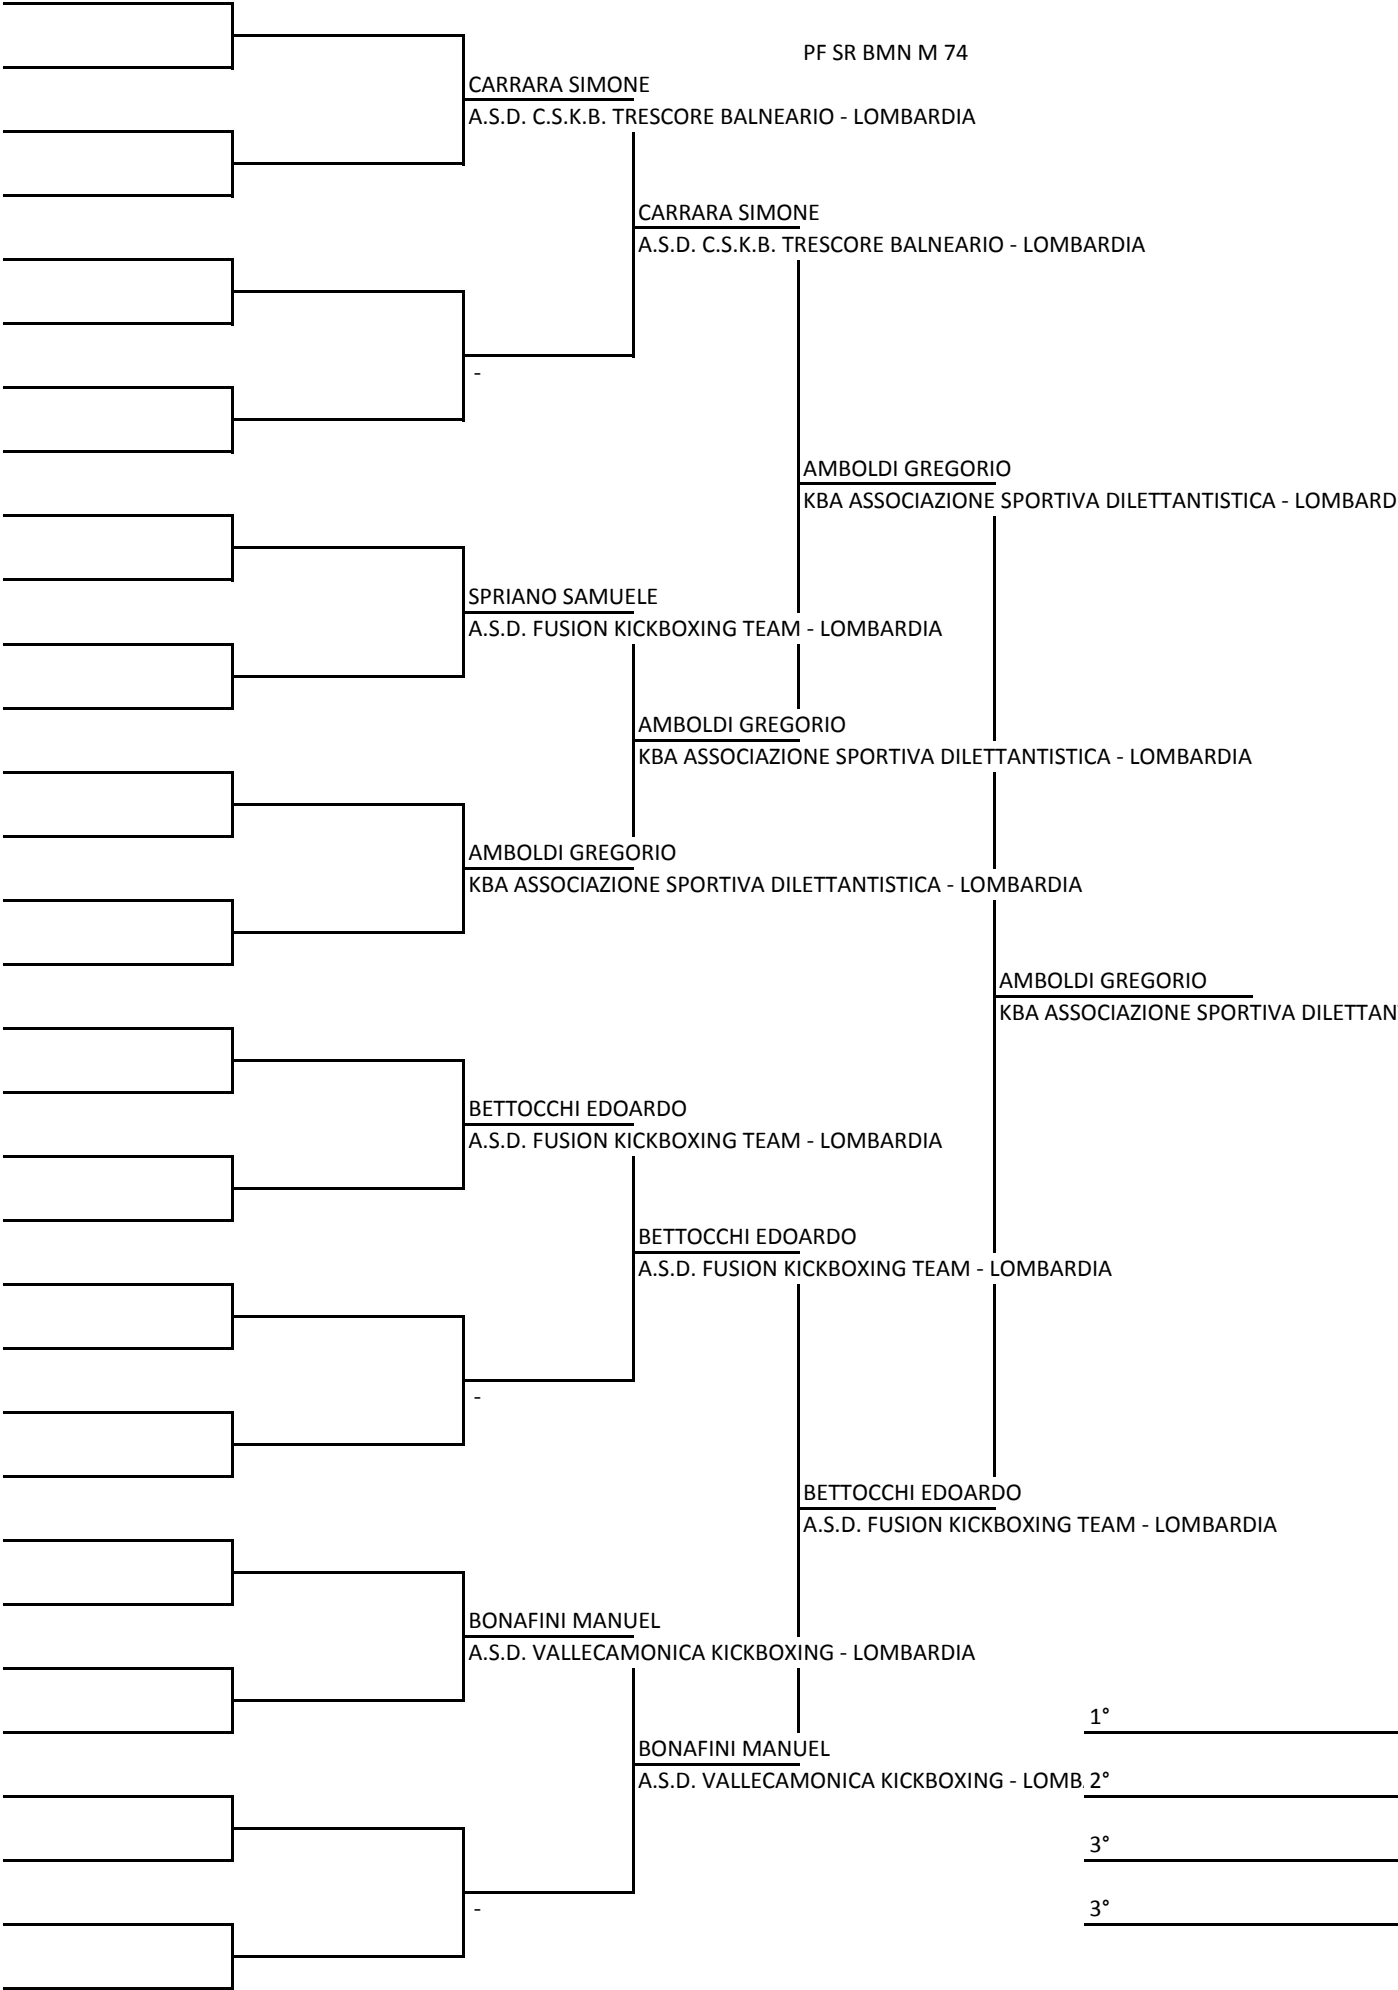 PF SR BMN M 74
CARRARA SIMONE
A.S.D. C.S.K.B. TRESCORE BALNEARIO - LOMBARDIA
CARRARA SIMONE
A.S.D. C.S.K.B. TRESCORE BALNEARIO - LOMBARDIA
-
AMBOLDI GREGORIO
KBA ASSOCIAZIONE SPORTIVA DILETTANTISTICA - LOMBARD
SPRIANO SAMUELE
A.S.D. FUSION KICKBOXING TEAM - LOMBARDIA
AMBOLDI GREGORIO
KBA ASSOCIAZIONE SPORTIVA DILETTANTISTICA - LOMBARDIA
AMBOLDI GREGORIO
KBA ASSOCIAZIONE SPORTIVA DILETTANTISTICA - LOMBARDIA
AMBOLDI GREGORIO
KBA ASSOCIAZIONE SPORTIVA DILETTAN
BETTOCCHI EDOARDO
A.S.D. FUSION KICKBOXING TEAM - LOMBARDIA
BETTOCCHI EDOARDO
A.S.D. FUSION KICKBOXING TEAM - LOMBARDIA
-
BETTOCCHI EDOARDO
A.S.D. FUSION KICKBOXING TEAM - LOMBARDIA
BONAFINI MANUEL
A.S.D. VALLECAMONICA KICKBOXING - LOMBARDIA
1°
BONAFINI MANUEL
A.S.D. VALLECAMONICA KICKBOXING - LOMB 2°
3°
3°
-